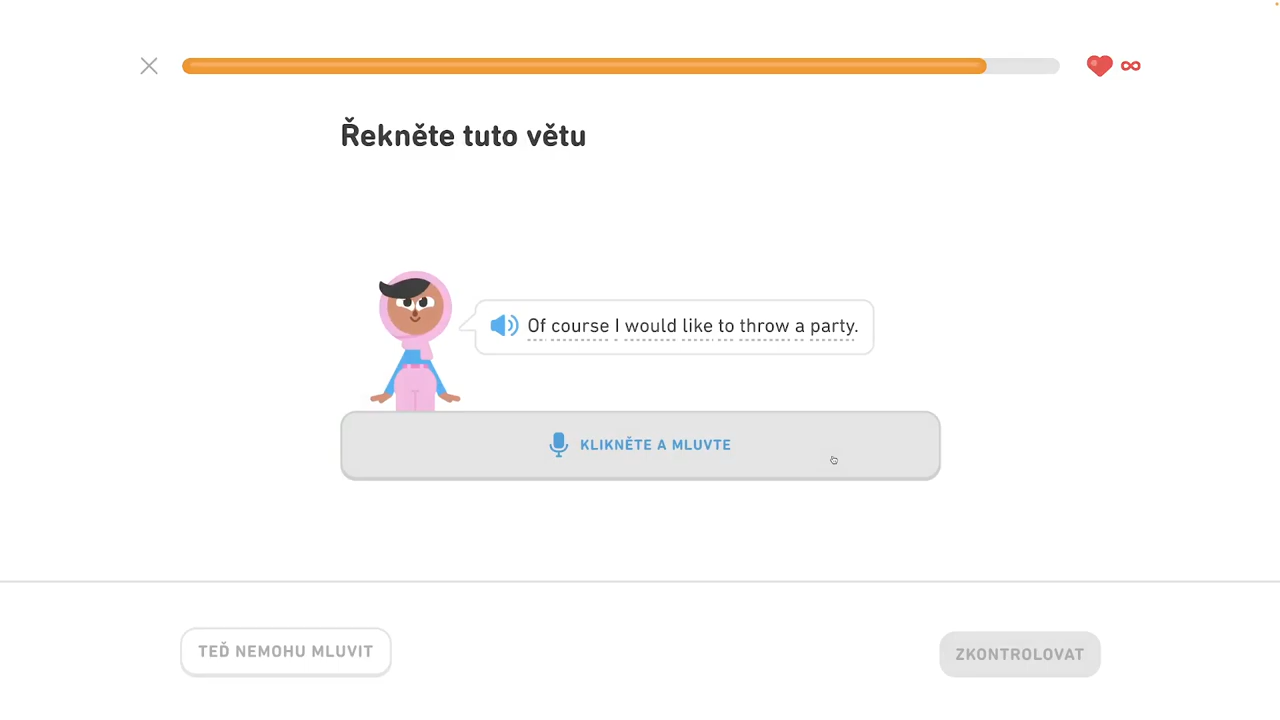 Řekněte tuto větu
Of course I would like to throw a party.
KLIKNĚTE A MLUVTE
TEĎ NEMOHU MLUVIT
ZKONTROLOVAT